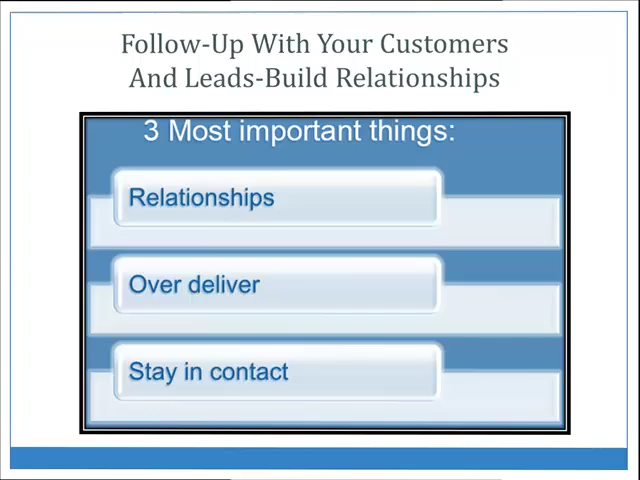 Follow-Up With Your Customers
And Leads-Build Relationships
3 Most important things:
Relationships
Over deliver
Stay in contact